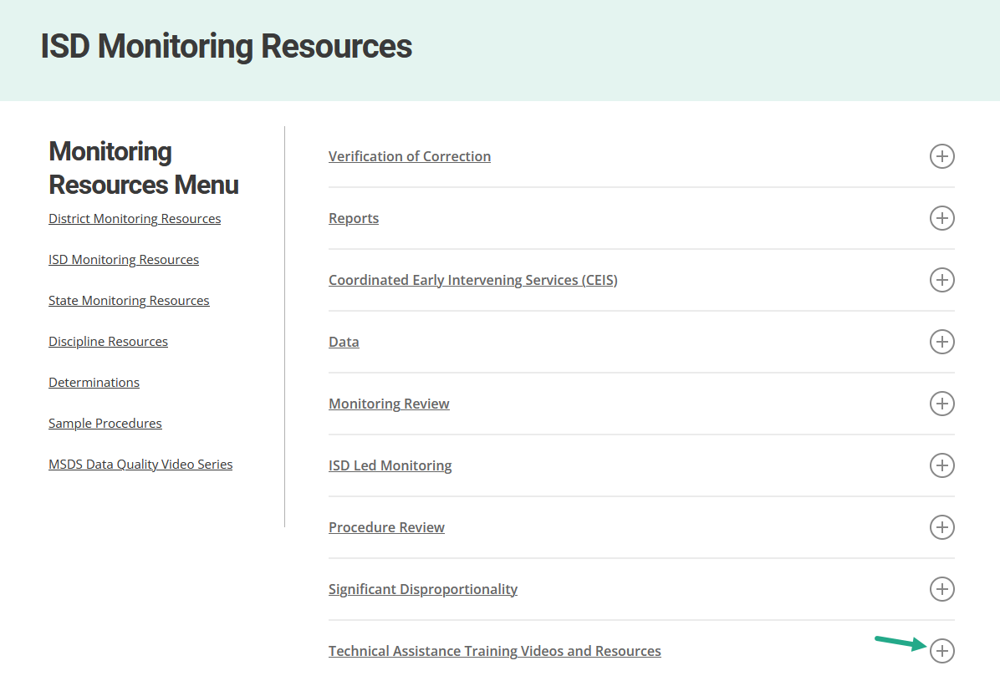 ISD Monitoring Resources
Monitoring
Resources Menu
District Monitoring Resources
ISD Monitoring Resources
State Monitoring Resources
Discipline Resources
Determinations
Sample Procedures
MSDS Data Quality Video Series
Verification of Correction
Reports
Coordinated Early Intervening Services (CEIS)
Data
Monitoring Review
ISD Led Monitoring
Procedure Review
Significant Disproportionality
Technical Assistance Training Videos and Resources